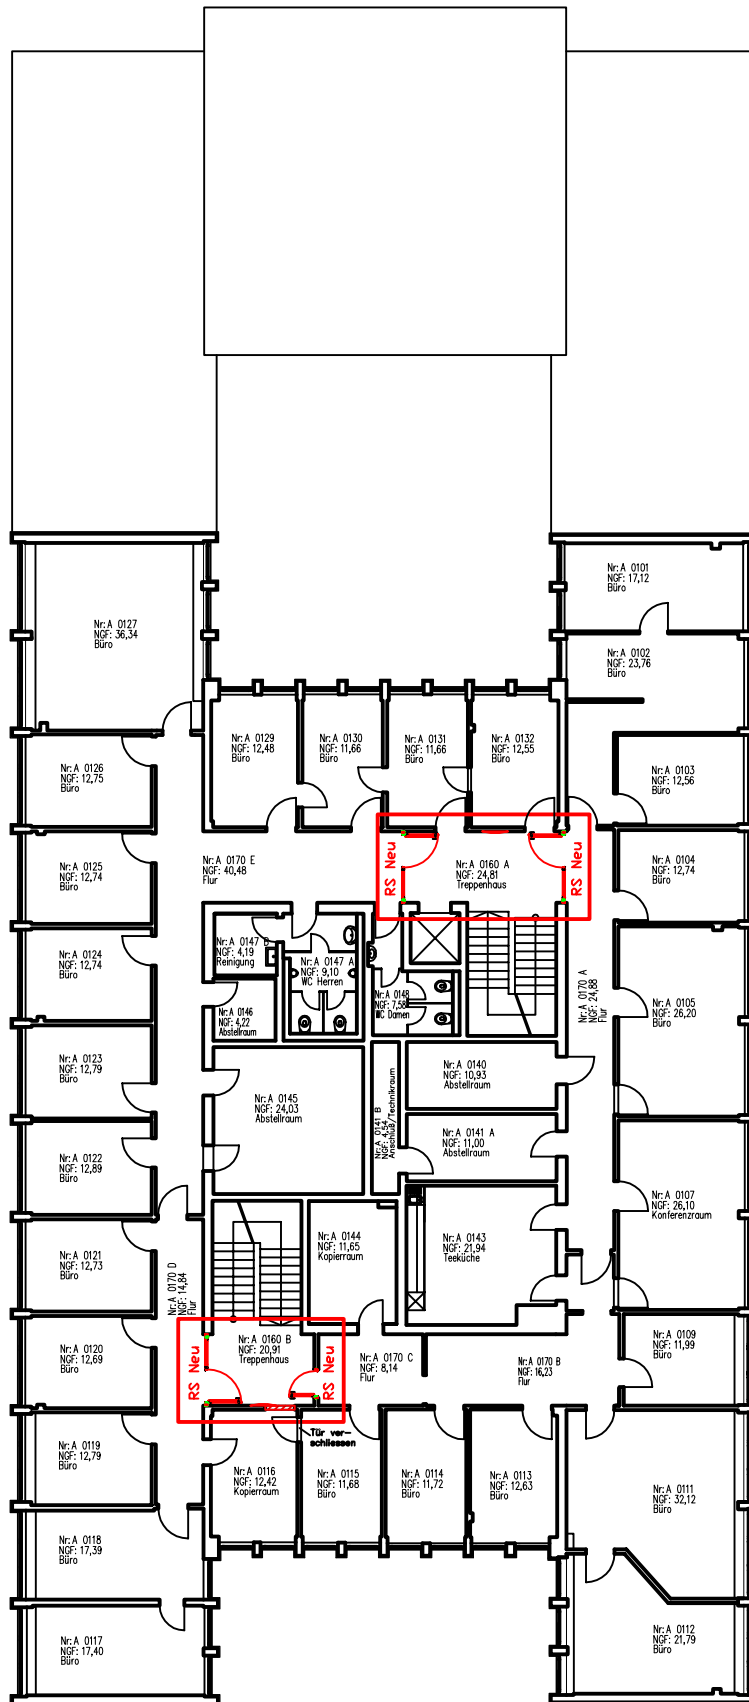 Nr: A 0101
NGF: 17,12
Büro
Nr: A 0127
NGF: 36,34
Büro
Nr: A 0102
NGF: 23,76
Büro
Nr: A 0129
NGF: 12,48
Büro
Nr: A 0130
NGF: 11,66
Büro
Nr: A 0131
NGF: 11,66
Büro
Nr: A 0132
NGF: 12,55
Büro
Nr: A 0126
NGF: 12,75
Büro
Nr: A 0103
NGF: 12,56
Büro
Nr: A 0125
NGF: 12,74
Büro
Nr: A 0170 E
NGF: 40,48
Flur
RS Neu
Nr: A 0160 A
NGF: 24,81
Treppenhaus
RS Neu
Nr: A 0104
NGF: 12,74
Büro
Nr: A 0124
NGF: 12,74
Büro
Nr: A 0147 B
NGF: 4,19
Reinigung
Nr: A 0147 A
NGF: 9,10
WC Herren
Nr: A 0148
NGF: 7,58
WC Damen
Nr: A 0170 A
NGF: 24,88
Flur
Nr: A 0105
NGF: 26,20
Büro
Nr: A 0146
NGF: 4,22
Abstellraum
Nr: A 0123
NGF: 12,79
Büro
Nr: A 0145
NGF: 24,03
Abstellraum
Nr: A 0141 B
NGF: 4,54
Anschluß/Technikraum
Nr: A 0140
NGF: 10,93
Abstellraum
Nr: A 0141 A
NGF: 11,00
Abstellraum
Nr: A 0122
NGF: 12,89
Büro
Nr: A 0107
NGF: 26,10
Konferenzraum
Nr: A 0121
NGF: 12,73
Büro
Nr: A 0170 D
NGF: 14,84
Flur
Nr: A 0144
NGF: 11,65
Kopierraum
Nr: A 0143
NGF: 21,94
Teeküche
Nr: A 0120
NGF: 12,69
Büro
RS Neu
Nr: A 0160 B
NGF: 20,91
Treppenhaus
RS Neu
Nr: A 0170 C
NGF: 8,14
Flur
Nr: A 0170 B
NGF: 16,23
Flur
Nr: A 0109
NGF: 11,99
Büro
Nr: A 0119
NGF: 12,79
Büro
Tür ver-
schliessen
Nr: A 0116
NGF: 12,42
Kopierraum
Nr: A 0115
NGF: 11,68
Büro
Nr: A 0114
NGF: 11,72
Büro
Nr: A 0113
NGF: 12,63
Büro
Nr: A 0111
NGF: 32,12
Büro
Nr: A 0118
NGF: 17,39
Büro
Nr: A 0117
NGF: 17,40
Büro
Nr: A 0112
NGF: 21,79
Büro